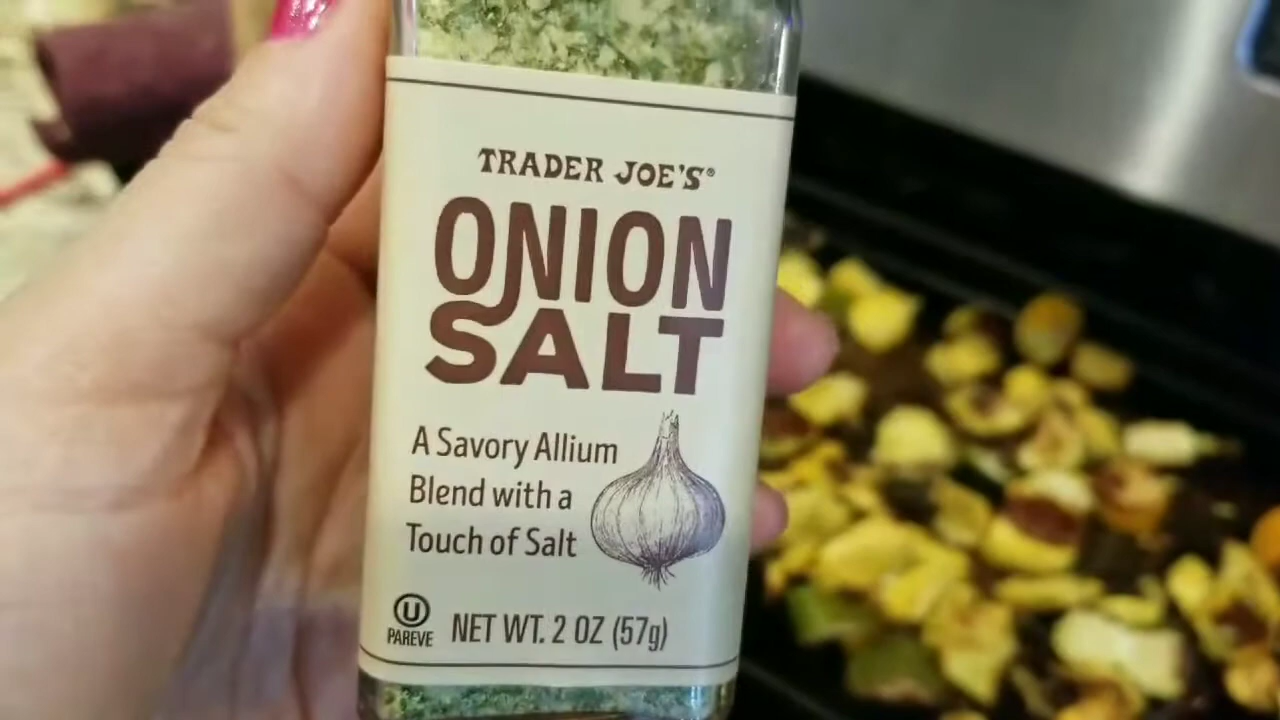 TRADER JOE'S®
ONION
SALT
A Savory Allium
Blend with a
Touch of Salt
U
PAREVE NET WT. 2 OZ (57g)